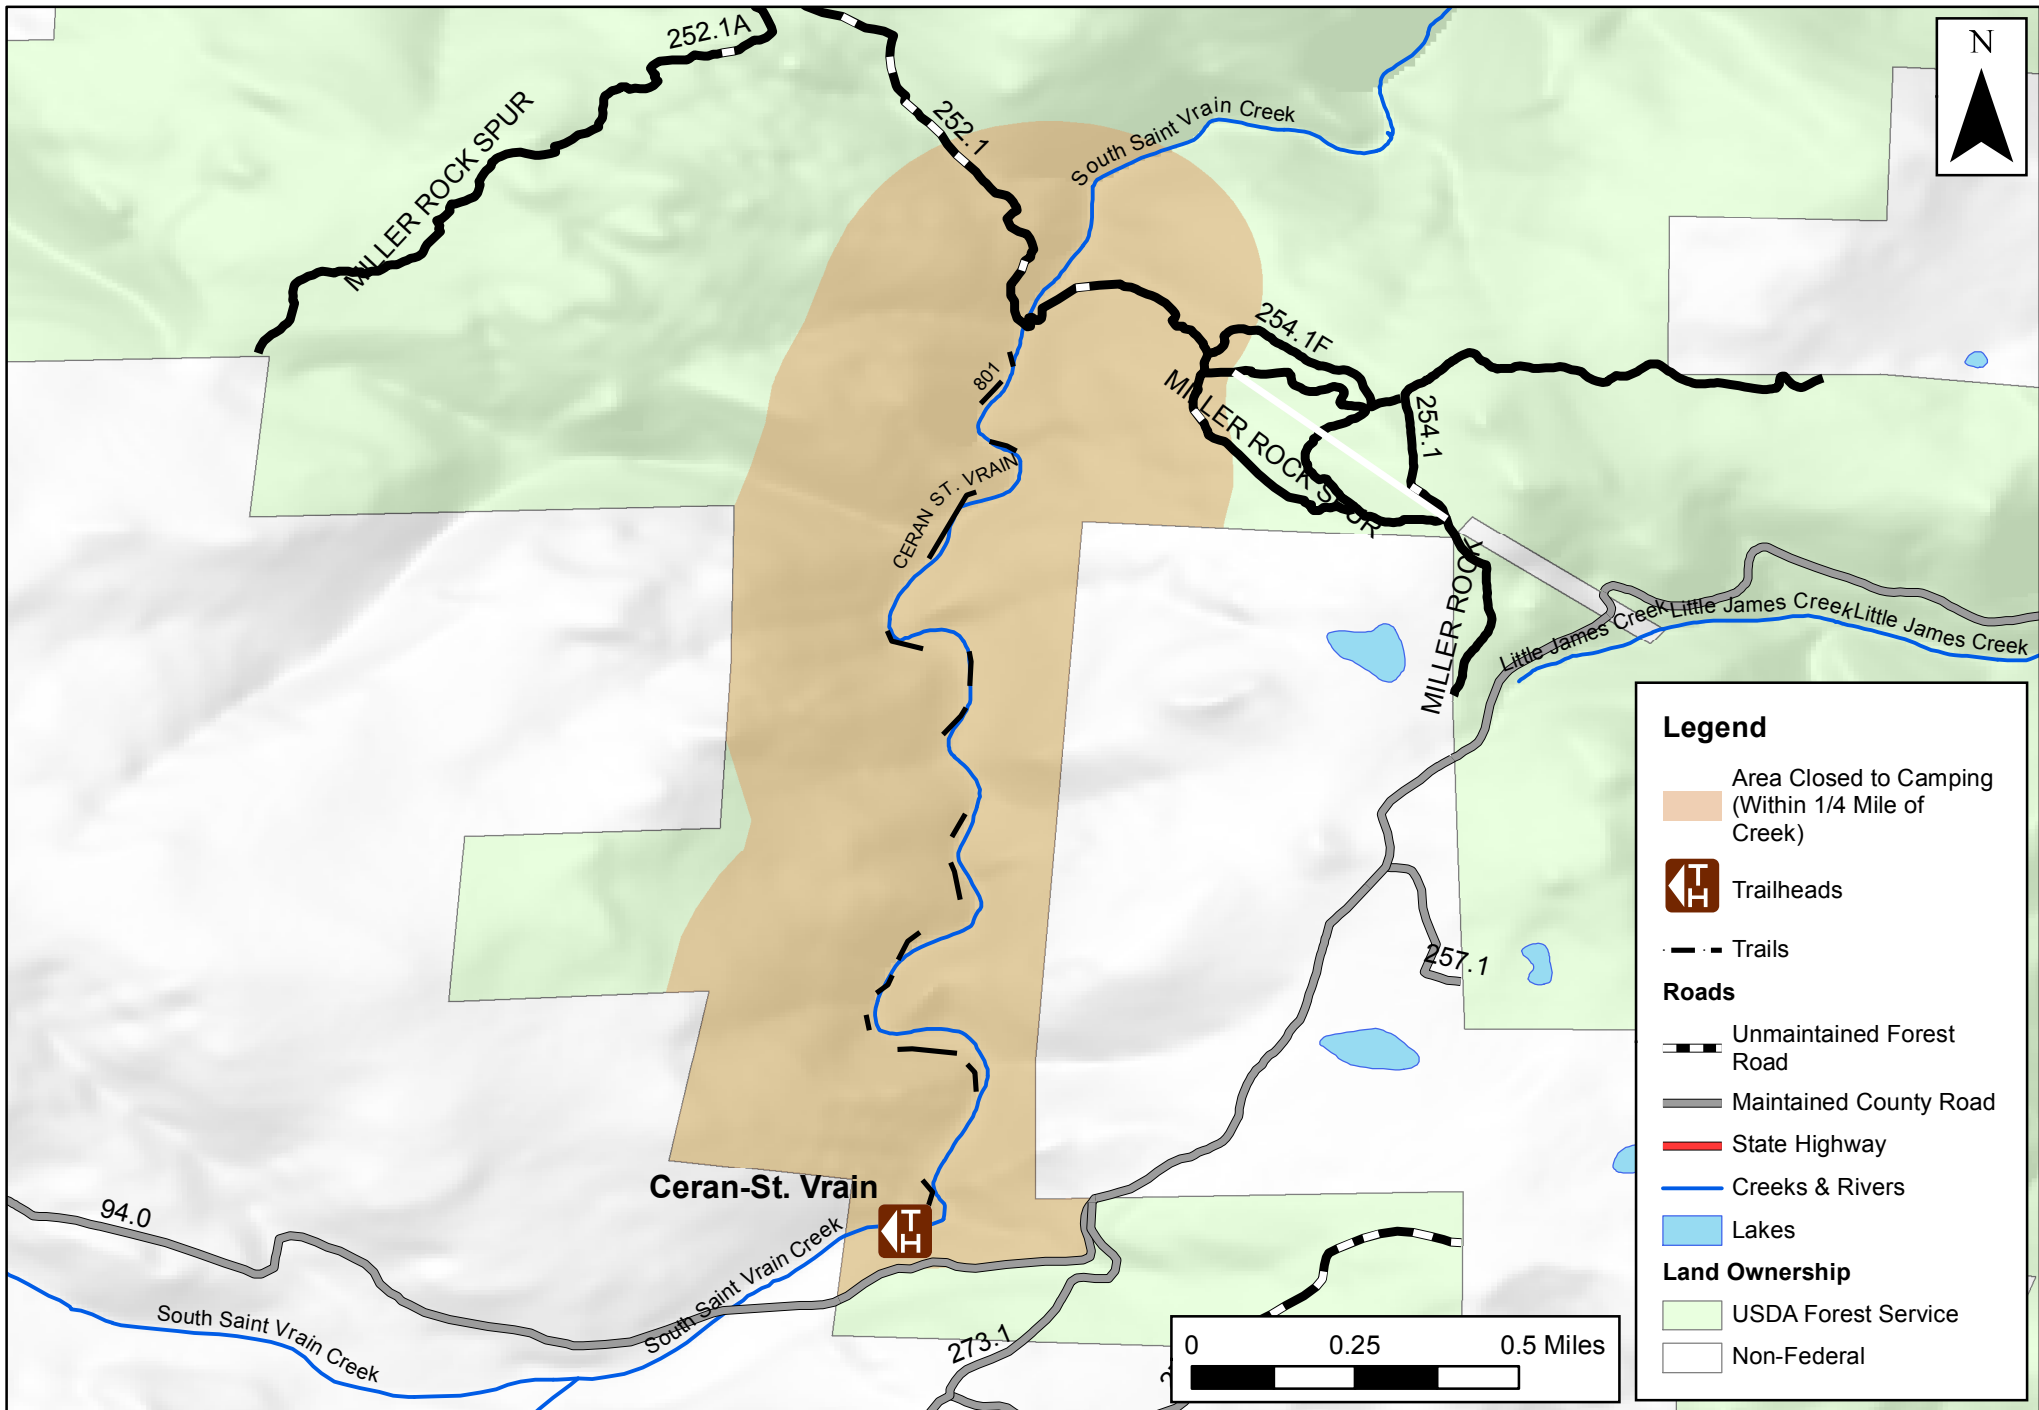 252.1A
N
MILLER ROCK SPUR
252.1
South Saint Vrain Creek
254.1F
801
MILLER ROCK SPUR
254.1
CERAN ST. VRAIN
MILLER ROCK
Little James Creek
Little James Creek
Little James Creek
257.1
Ceran-St. Vrain
TH
94.0
South Saint Vrain Creek
South Saint Vrain Creek
273.1
0 0.25 0.5 Miles
Legend
Area Closed to Camping
(Within 1/4 Mile of
Creek)
TH
Trailheads
Trails
Roads
Unmaintained Forest
Road
Maintained County Road
State Highway
Creeks & Rivers
Lakes
Land Ownership
USDA Forest Service
Non-Federal